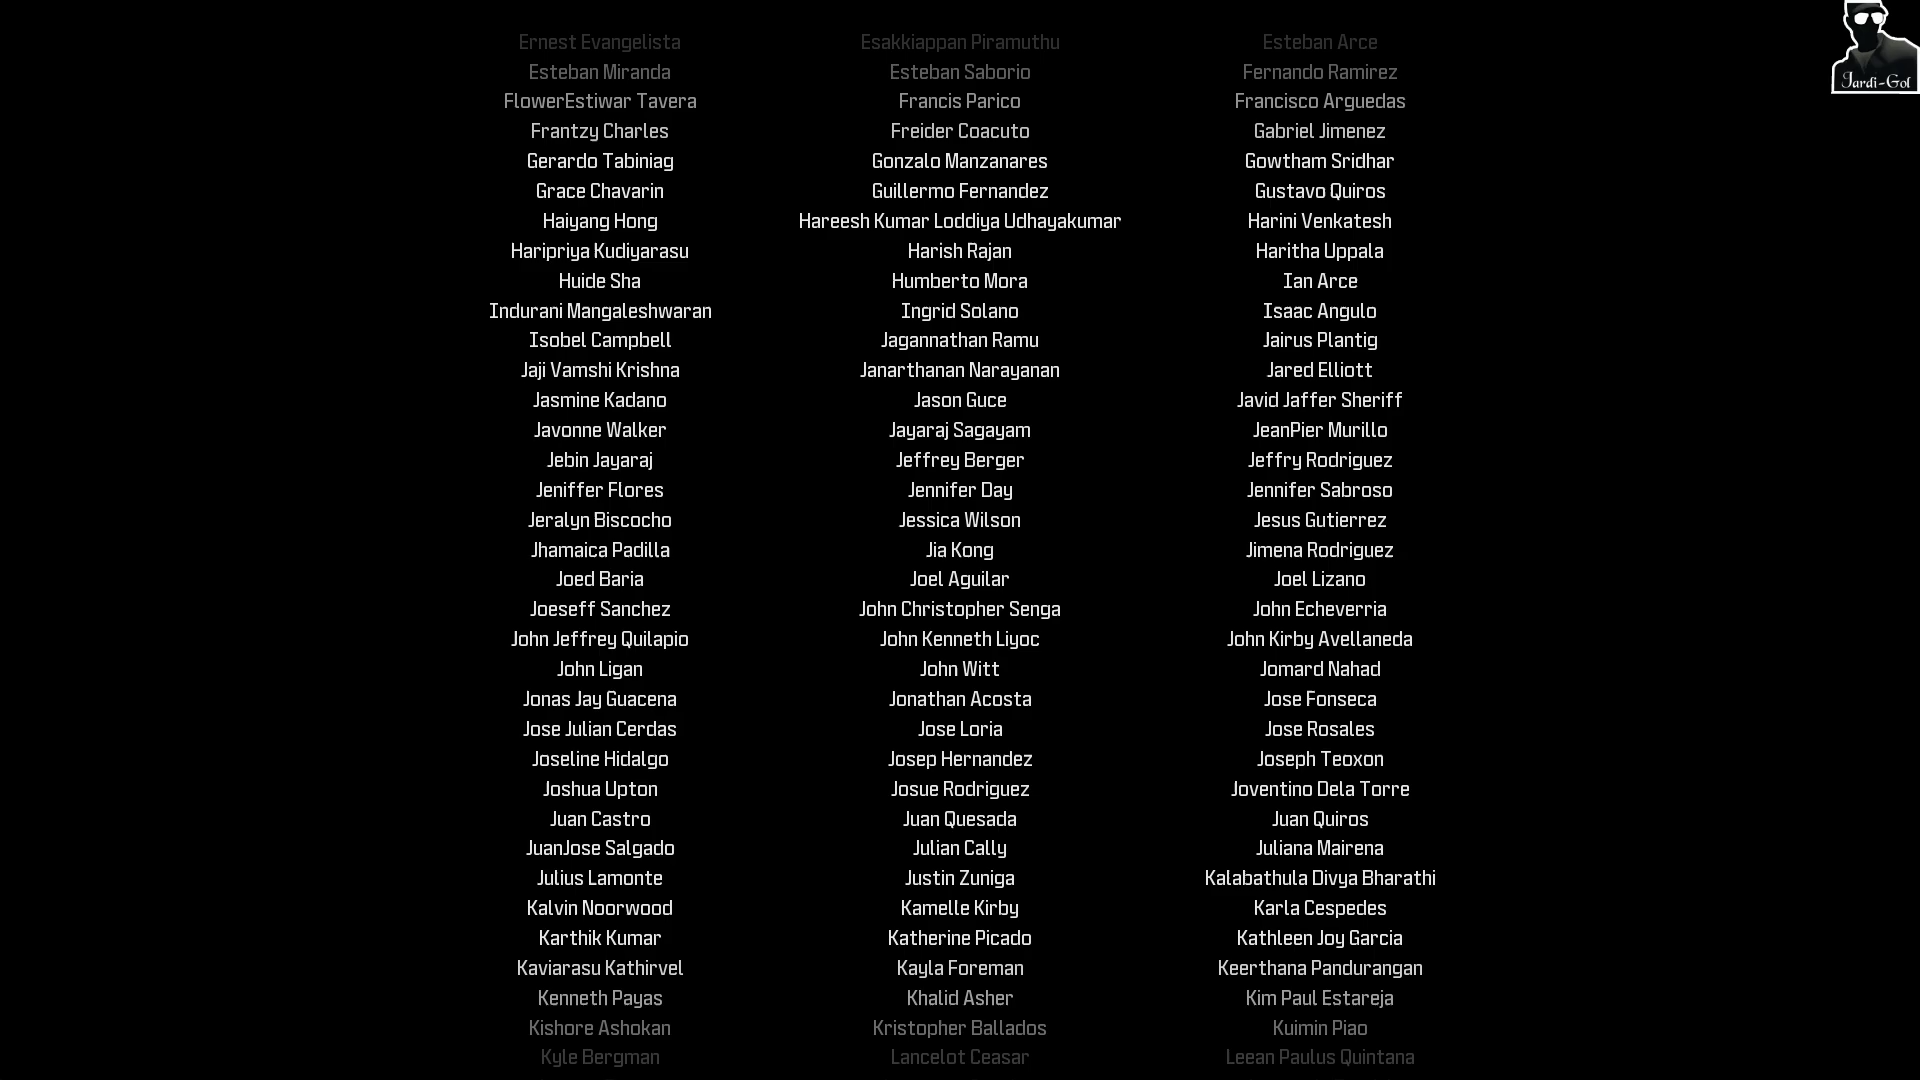 Ernest Evangelista Esakkiappan Piramuthu Esteban Arce
Esteban Miranda Esteban Saborio Fernando Ramirez
FlowerEstiwar Tavera Francis Parico Francisco Arguedas
Frantzy Charles Freider Coacuto Gabriel Jimenez
Gerardo Tabiniag Gonzalo Manzanares Gowtham Sridhar
Grace Chavarin Guillermo Fernandez Gustavo Quiros
Haiyang Hong Hareesh Kumar Loddiya Udhayakumar Harini Venkatesh
Haripriya Kudiyarasu Harish Rajan Haritha Uppala
Huide Sha Humberto Mora Ian Arce
Indurani Mangaleshwaran Ingrid Solano Isaac Angulo
Isobel Campbell Jagannathan Ramu Jairus Plantig
Jaji Vamshi Krishna Janarthanan Narayanan Jared Elliott
Jasmine Kadano Jason Guce Javid Jaffer Sheriff
Javonne Walker Jayaraj Sagayam JeanPier Murillo
Jebin Jayaraj Jeffrey Berger Jeffry Rodriguez
Jeniffer Flores Jennifer Day Jennifer Sabroso
Jeralyn Biscocho Jessica Wilson Jesus Gutierrez
Jhamaica Padilla Jia Kong Jimena Rodriguez
Joed Baria Joel Aguilar Joel Lizano
Joeseff Sanchez John Christopher Senga John Echeverria
John Jeffrey Quilapio John Kenneth Liyoc John Kirby Avellaneda
John Ligan John Witt Jomard Nahad
Jonas Jay Guacena Jonathan Acosta Jose Fonseca
Jose Julian Cerdas Jose Loria Jose Rosales
Joseline Hidalgo Josep Hernandez Joseph Teoxon
Joshua Upton Josue Rodriguez Joventino Dela Torre
Juan Castro Juan Quesada Juan Quiros
JuanJose Salgado Julian Cally Juliana Mairena
Julius Lamonte Justin Zuniga Kalabathula Divya Bharathi
Kalvin Noorwood Kamelle Kirby Karla Cespedes
Karthik Kumar Katherine Picado Kathleen Joy Garcia
Kaviarasu Kathirvel Kayla Foreman Keerthana Pandurangan
Kenneth Payas Khalid Asher Kim Paul Estareja
Kishore Ashokan Kristopher Ballados Kuimin Piao
Kyle Bergman Lancelot Ceasar Leean Paulus Quintana
Jardi-Gol